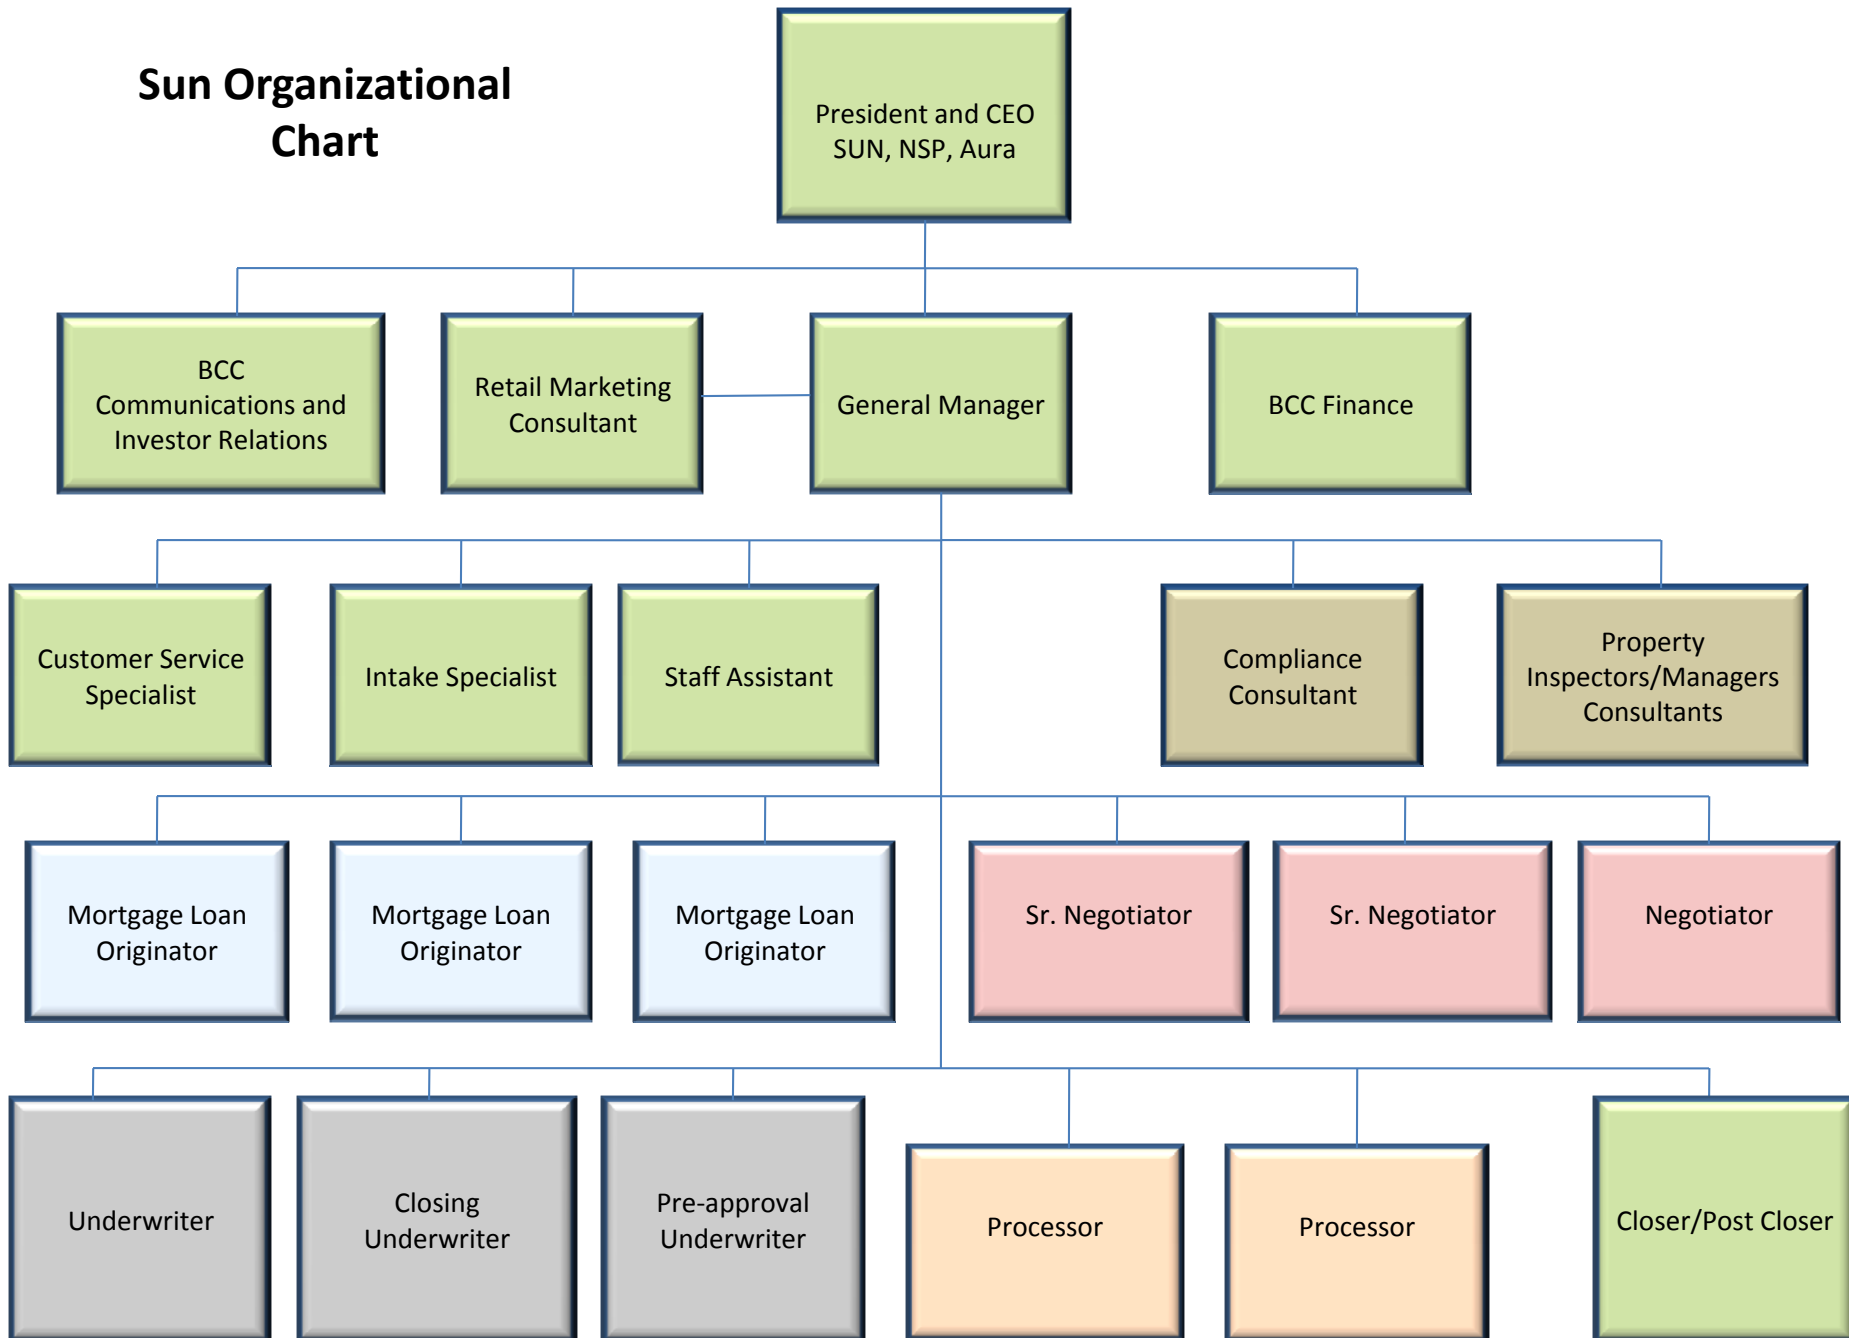 Sun Organizational
Chart
President and CEO
SUN, NSP, Aura
BCC
Communications and
Investor Relations
Retail Marketing
Consultant
General Manager
BCC Finance
Customer Service
Specialist
Intake Specialist
Staff Assistant
Compliance
Consultant
Property
Inspectors/Managers
Consultants
Mortgage Loan
Originator
Mortgage Loan
Originator
Mortgage Loan
Originator
Sr. Negotiator
Sr. Negotiator
Negotiator
Underwriter
Closing
Underwriter
Pre-approval
Underwriter
Processor
Processor
Closer/Post Closer